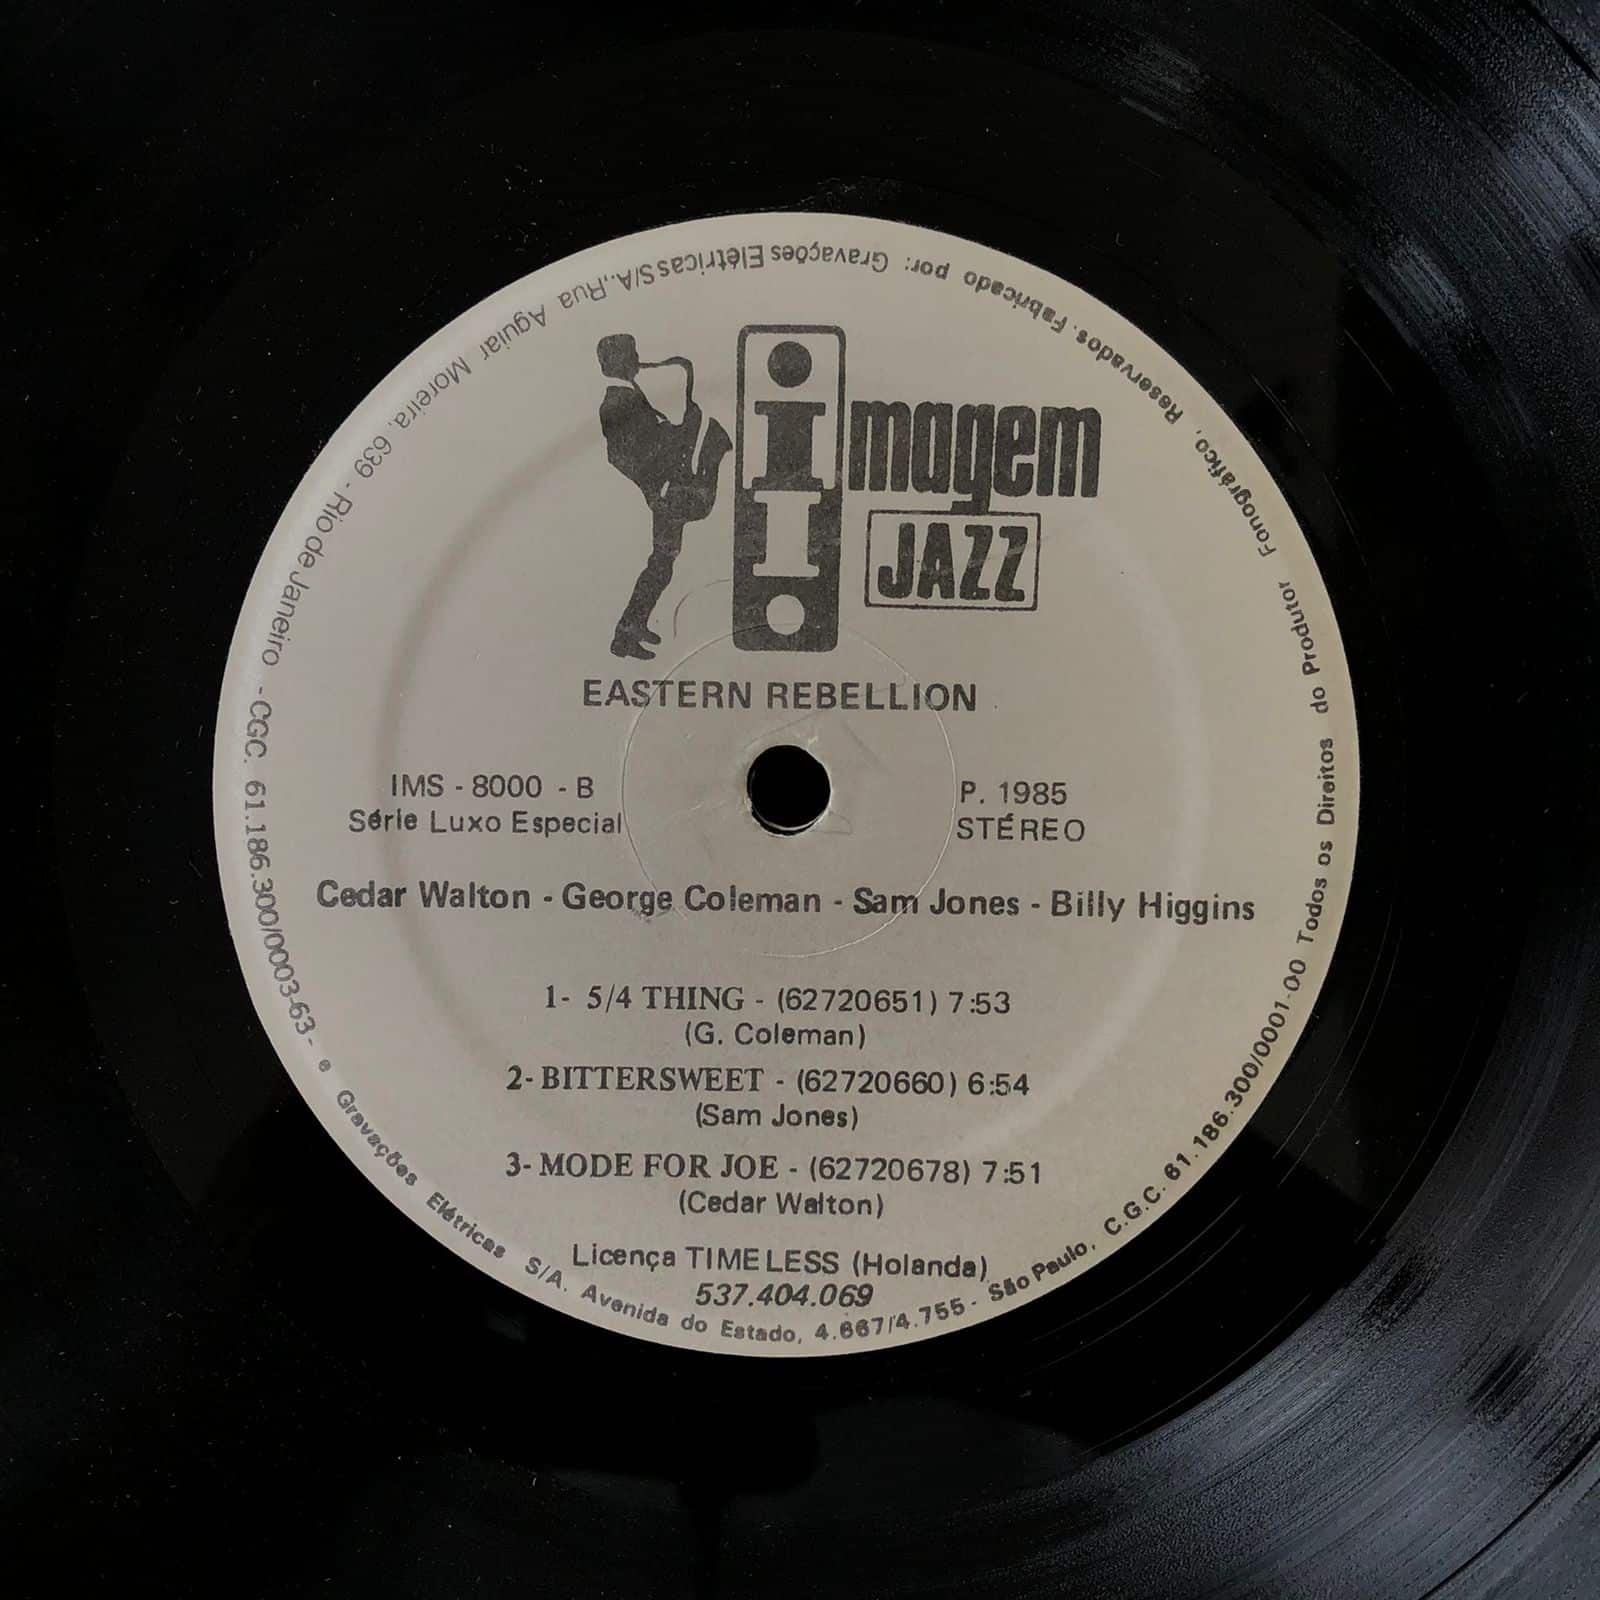 imagem
JAZZ
EASTERN REBELLION
IMS - 8000 - B
Série Luxo Especial
P. 1985
STÉREO
Cedar Walton - George Coleman - Sam Jones - Billy Higgins
1- 5/4 THING - (62720651) 7:53
(G. Coleman)
2- BITTERSWEET - (62720660) 6:54
(Sam Jones)
3- MODE FOR JOE - (62720678) 7:51
(Cedar Walton)
Licença TIMELESS (Holanda)
537.404.069
Todos os Direitos do Produtor Fonográfico, Reservados. Fabricado por: Gravações Elétricas S/A., Rua Aguiar Moreira, 639 - Rio de Janeiro - CGC. 61.186.300/0003-63 - e Gravações Elétricas S/A. Avenida do Estado, 4.667/4.755 - São Paulo. C.G.C. 61.186.300/0001-00